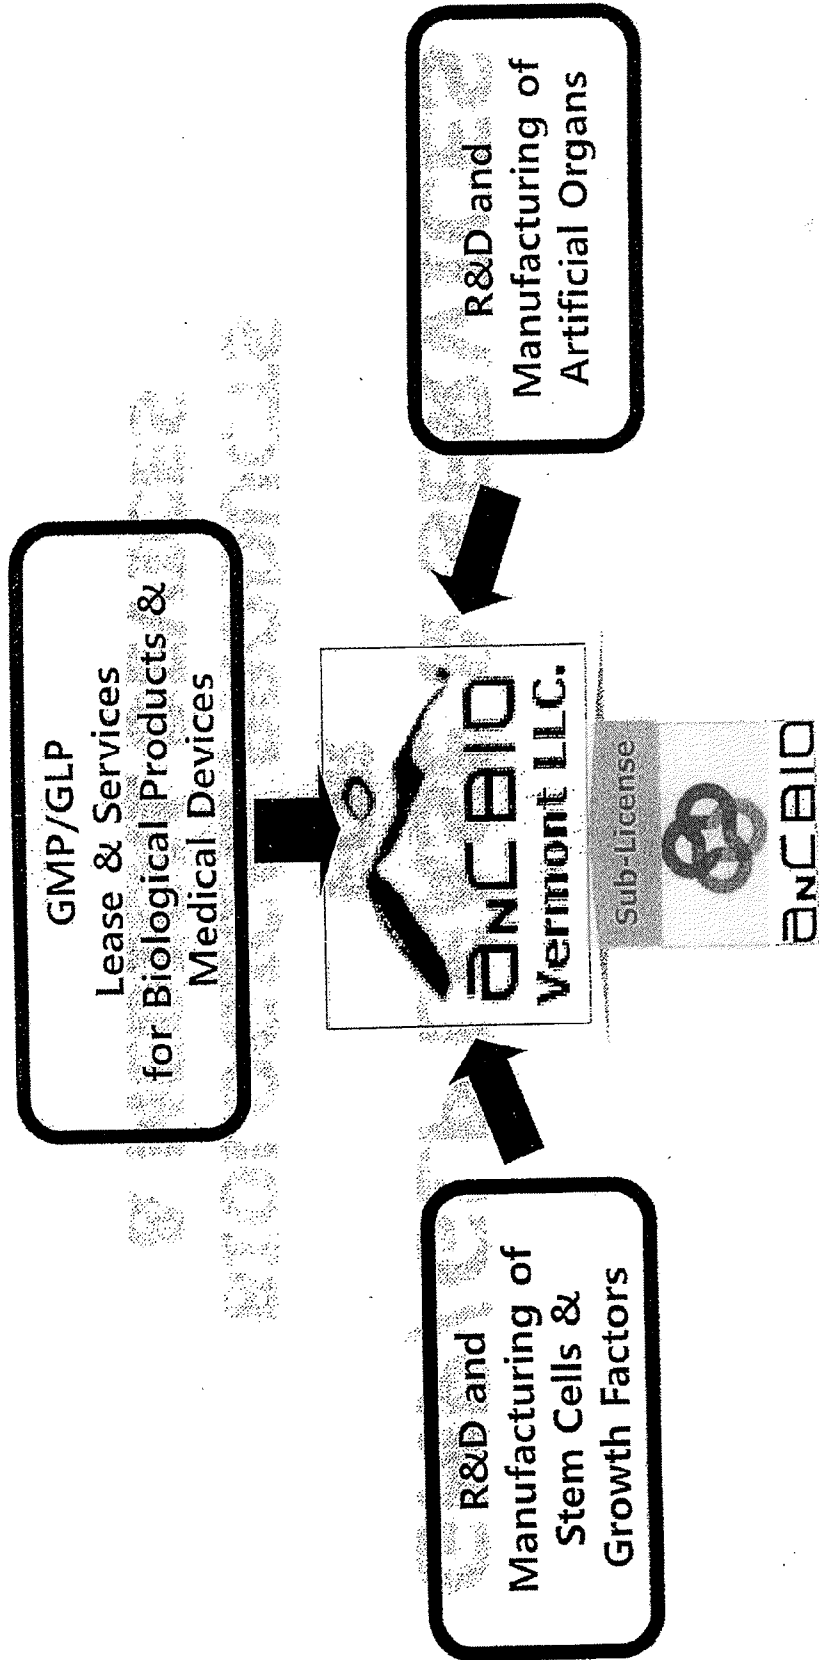 GMP/GLP
Lease & Services
for Biological Products &
Medical Devices
R&D and
Manufacturing of
Stem Cells &
Growth Factors
aNCBIO
Vermont LLC.
R&D and
Manufacturing of
Artificial Organs
Sub-License
aNCBIO